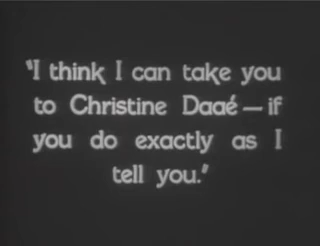 "I think I can take you
to Christine Daaé — if
you do exactly as I
tell you."